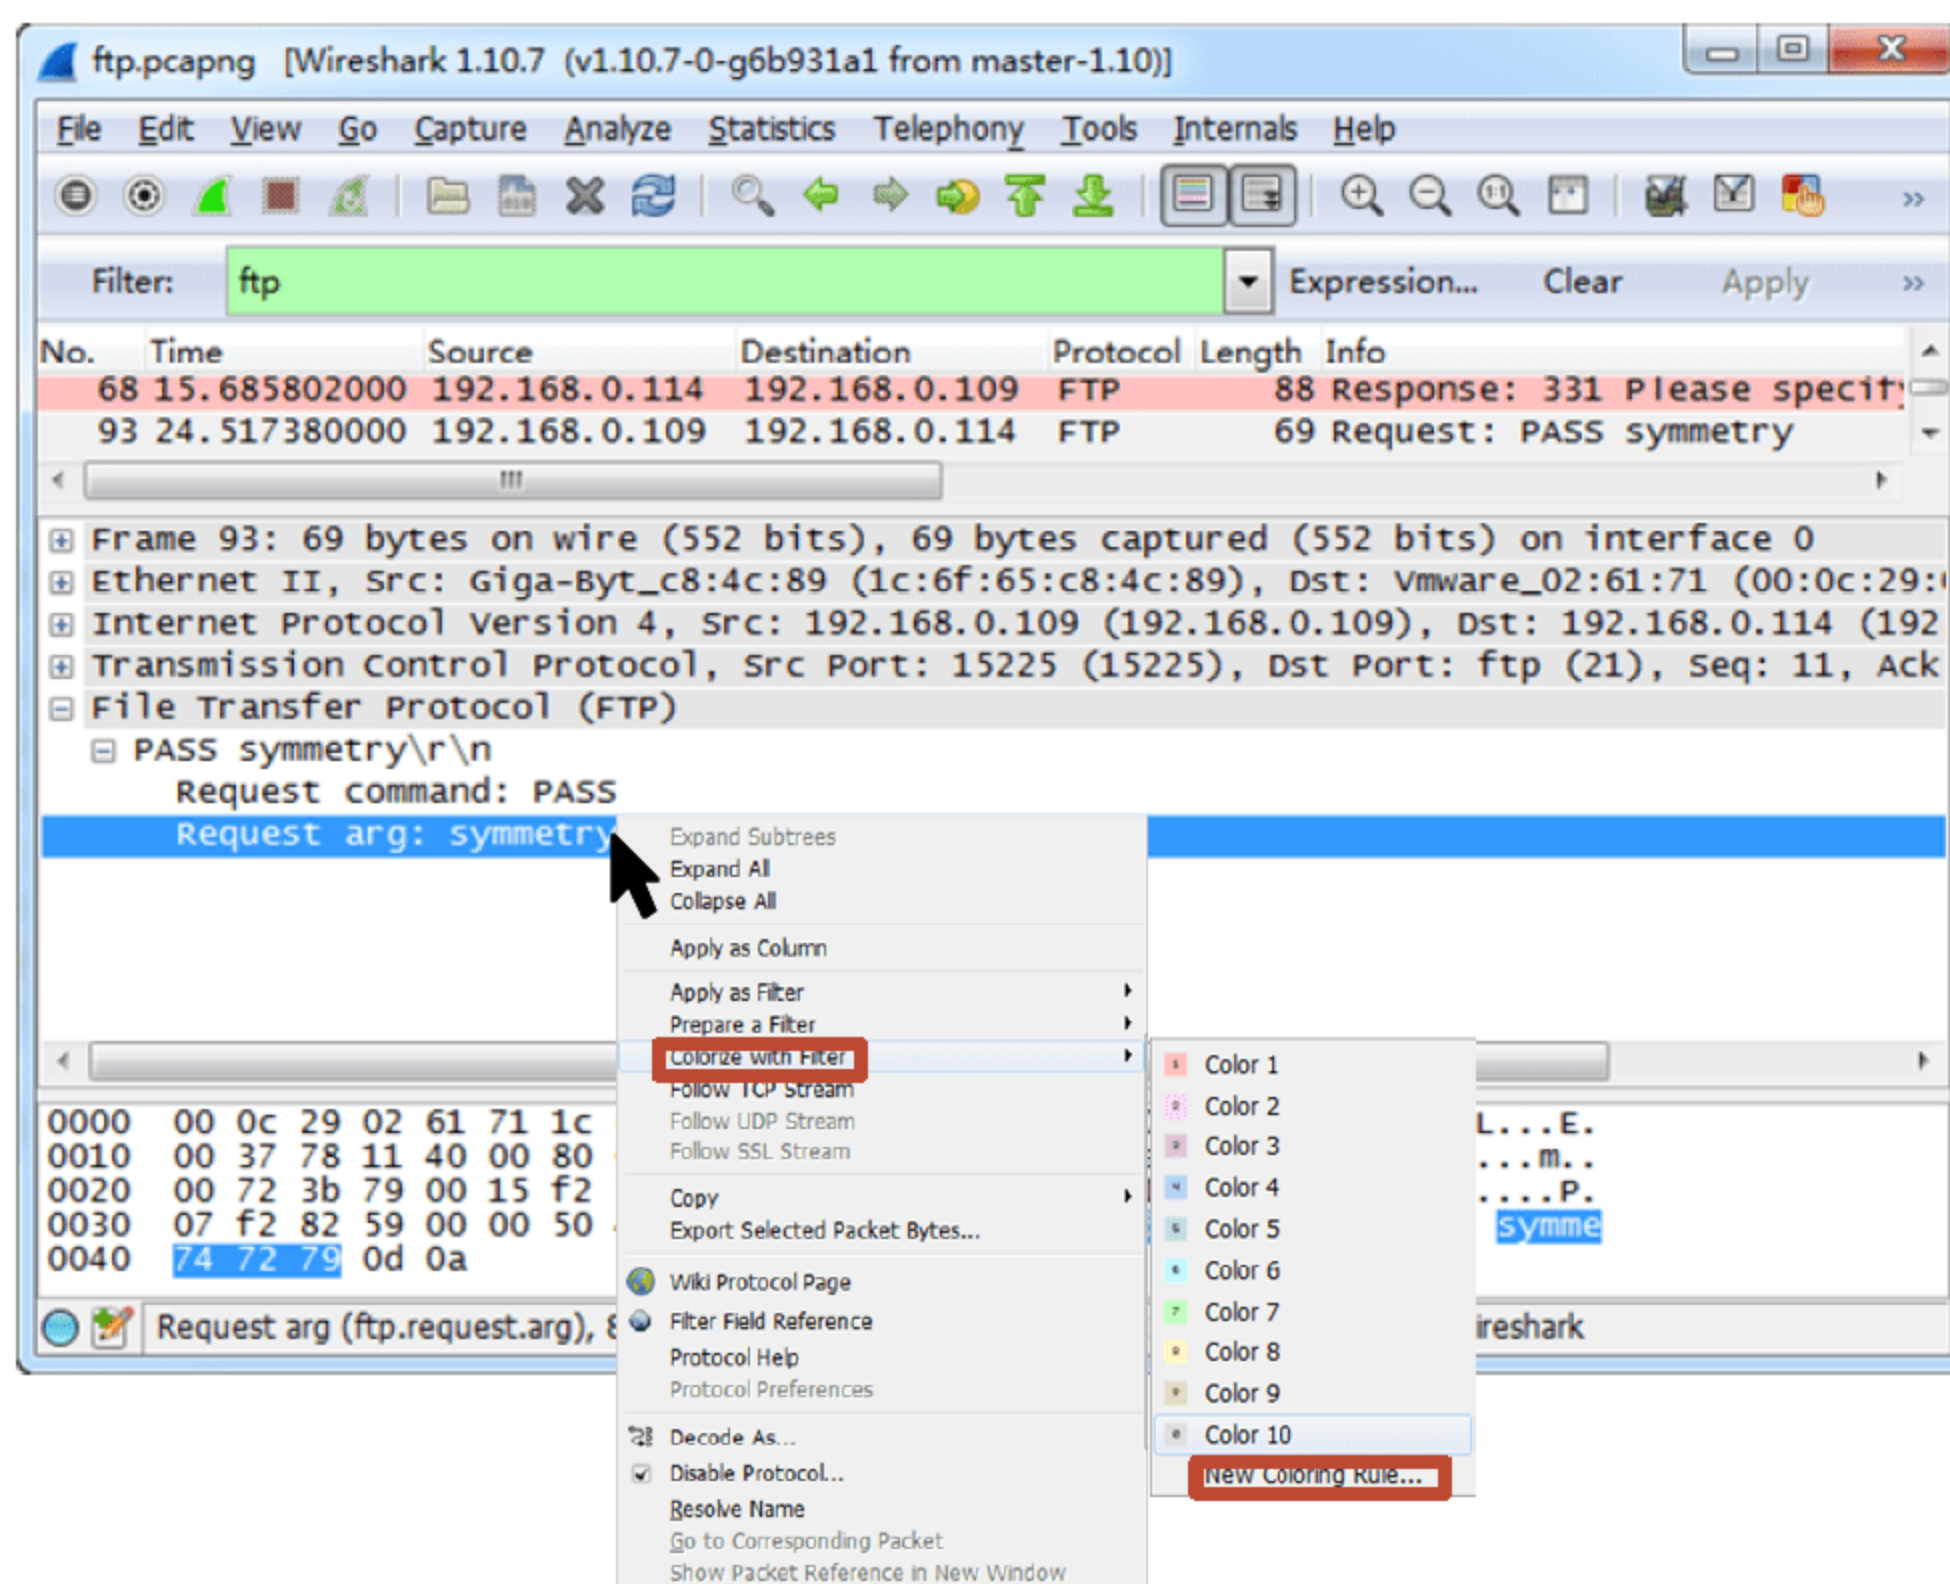 ftp.pcapng [Wireshark 1.10.7 (v1.10.7-0-g6b931a1 from master-1.10)]
File Edit View Go Capture Analyze Statistics Telephony Tools Internals Help
Filter: ftp Expression... Clear Apply
No. Time Source Destination Protocol Length Info
68 15.685802000 192.168.0.114 192.168.0.109 FTP 88 Response: 331 Please specify
93 24.517380000 192.168.0.109 192.168.0.114 FTP 69 Request: PASS symmetry
Frame 93: 69 bytes on wire (552 bits), 69 bytes captured (552 bits) on interface 0
Ethernet II, Src: Giga-Byt_c8:4c:89 (1c:6f:65:c8:4c:89), Dst: Vmware_02:61:71 (00:0c:29:
Internet Protocol Version 4, Src: 192.168.0.109 (192.168.0.109), Dst: 192.168.0.114 (192
Transmission Control Protocol, Src Port: 15225 (15225), Dst Port: ftp (21), Seq: 11, Ack
File Transfer Protocol (FTP)
PASS symmetry\r\n
Request command: PASS
Request arg: symmetry
Expand Subtrees
Expand All
Collapse All
Apply as Column
Apply as Filter
Prepare a Filter
Colorize with Filter
Follow TCP Stream
Follow UDP Stream
Follow SSL Stream
Copy
Export Selected Packet Bytes...
Wiki Protocol Page
Filter Field Reference
Protocol Help
Protocol Preferences
Decode As...
Disable Protocol...
Resolve Name
Go to Corresponding Packet
Show Packet Reference in New Window
Color 1
Color 2
Color 3
Color 4
Color 5
Color 6
Color 7
Color 8
Color 9
Color 10
New Coloring Rule...
0000 00 0c 29 02 61 71 1c L...E.
0010 00 37 78 11 40 00 80 ...m..
0020 00 72 3b 79 00 15 f2 ....P.
0030 07 f2 82 59 00 00 50 symme
0040 74 72 79 0d 0a
Request arg (ftp.request.arg), 8 ireshark